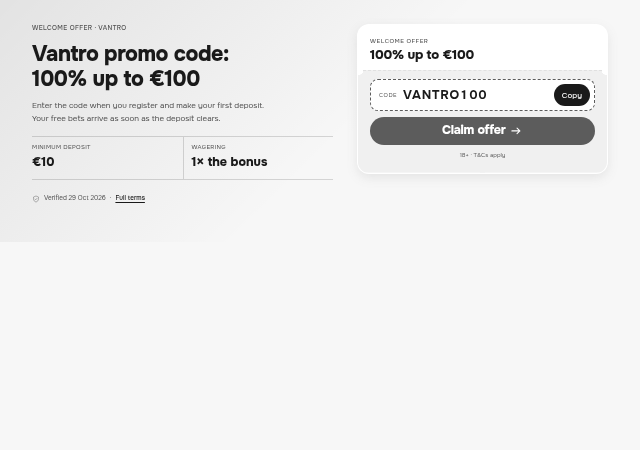 WELCOME OFFER · VANTRO
Vantro promo code:
100% up to €100
Enter the code when you register and make your first deposit.
Your free bets arrive as soon as the deposit clears.
MINIMUM DEPOSIT
€10
WAGERING
1× the bonus
Verified 29 Oct 2026 · Full terms
WELCOME OFFER
100% up to €100
CODE VANTRO100 Copy
Claim offer →
18+ · T&Cs apply